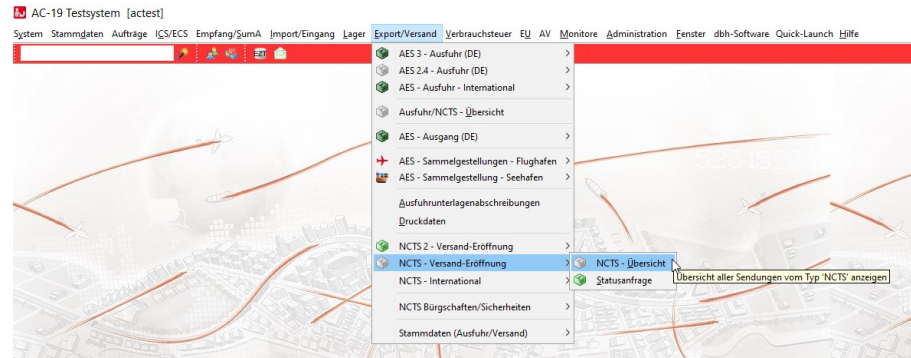 AC-19 Testsystem [actest]
System Stammdaten Aufträge ICS/ECS Empfang/SumA Import/Eingang Lager Export/Versand Verbrauchsteuer EU AV Monitore Administration Fenster dbh-Software Quick-Launch Hilfe
EZT
AES 3 - Ausfuhr (DE)
AES 2.4 - Ausfuhr (DE)
AES - Ausfuhr - International
Ausfuhr/NCTS - Übersicht
AES - Ausgang (DE)
AES - Sammelgestellungen - Flughafen
AES - Sammelgestellung - Seehafen
Ausfuhrunterlagenabschreibungen
Druckdaten
NCTS 2 - Versand-Eröffnung
NCTS - Versand-Eröffnung
NCTS - Übersicht
Übersicht aller Sendungen vom Typ 'NCTS' anzeigen
NCTS - International
Statusanfrage
NCTS Bürgschaften/Sicherheiten
Stammdaten (Ausfuhr/Versand)